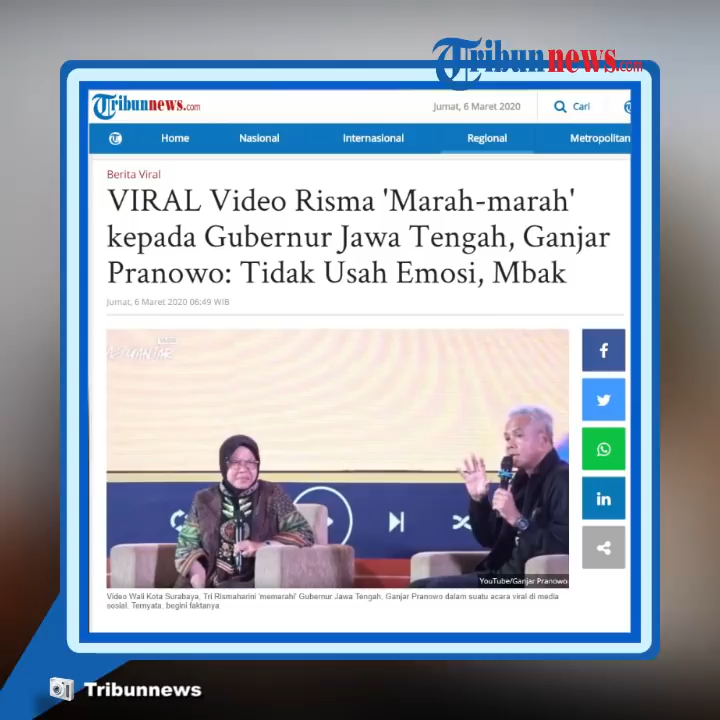 Tribunnews.com
Tribunnews.com
Jumat, 6 Maret 2020
Cari
Home Nasional Internasional Regional Metropolitan
Berita Viral
VIRAL Video Risma 'Marah-marah'
kepada Gubernur Jawa Tengah, Ganjar
Pranowo: Tidak Usah Emosi, Mbak
Jumat, 6 Maret 2020 06:49 WIB
YouTube/Ganjar Pranowo
Video Wali Kota Surabaya, Tri Rismaharini 'memarahi' Gubernur Jawa Tengah, Ganjar Pranowo dalam suatu acara viral di media
sosial. Ternyata, begini faktanya.
Tribunnews